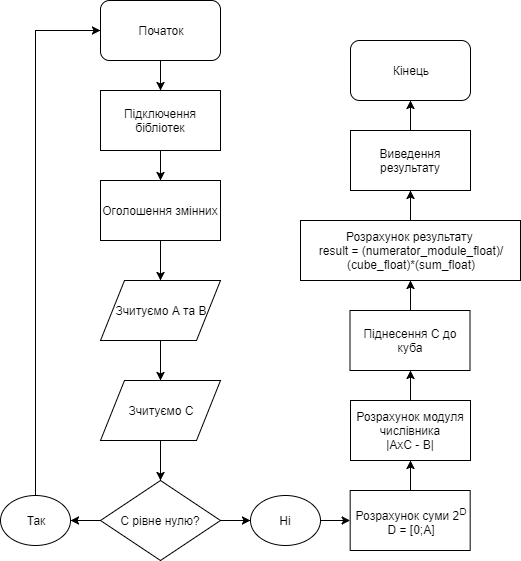 Початок
Підключення
бібліотек
Оголошення змінних
Зчитуємо A та B
Зчитуємо C
C рівне нулю?
Так
Ні
Розрахунок суми 2^D
D = [0;A]
Розрахунок модуля
числівника
|AxC - B|
Піднесення C до
куба
Розрахунок результату
result = (numerator_module_float)/
(cube_float)*(sum_float)
Виведення
результату
Кінець